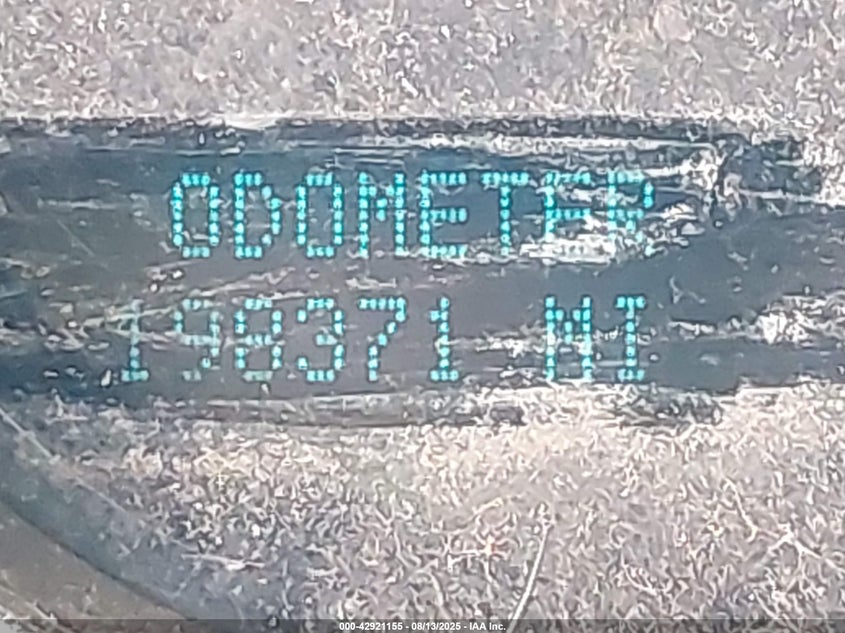 ODOMETER
198371 MI
000-42921155 - 08/13/2025 - IAA Inc.